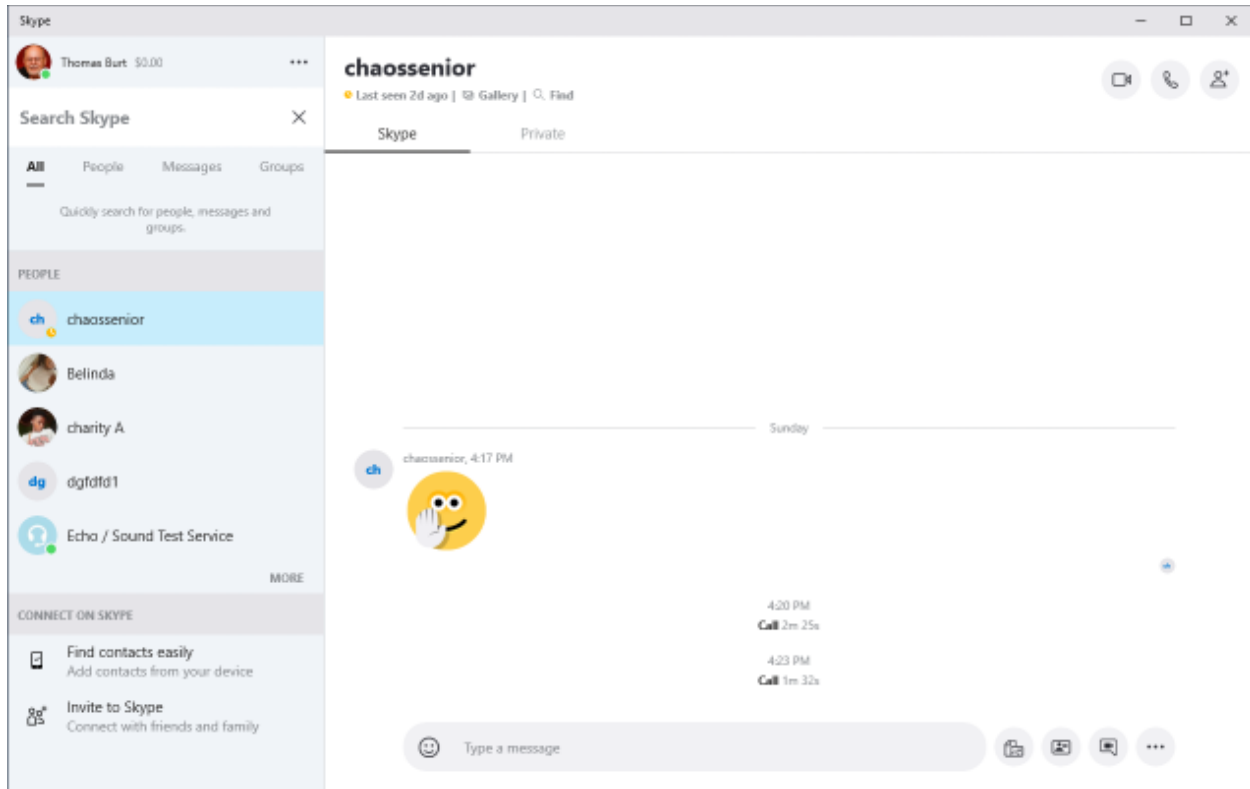 Skype
Thomas Burt $0.00
Search Skype
All People Messages Groups
Quickly search for people, messages and
groups.
PEOPLE
ch chaossenior
Belinda
charity A
dg dgfdfd1
Echo / Sound Test Service
MORE
CONNECT ON SKYPE
Find contacts easily
Add contacts from your device
Invite to Skype
Connect with friends and family
chaossenior
Last seen 2d ago | Gallery | Find
Skype Private
Sunday
chaossenior, 4:17 PM
ch
4:20 PM
Call 2m 25s
4:23 PM
Call 1m 32s
Type a message